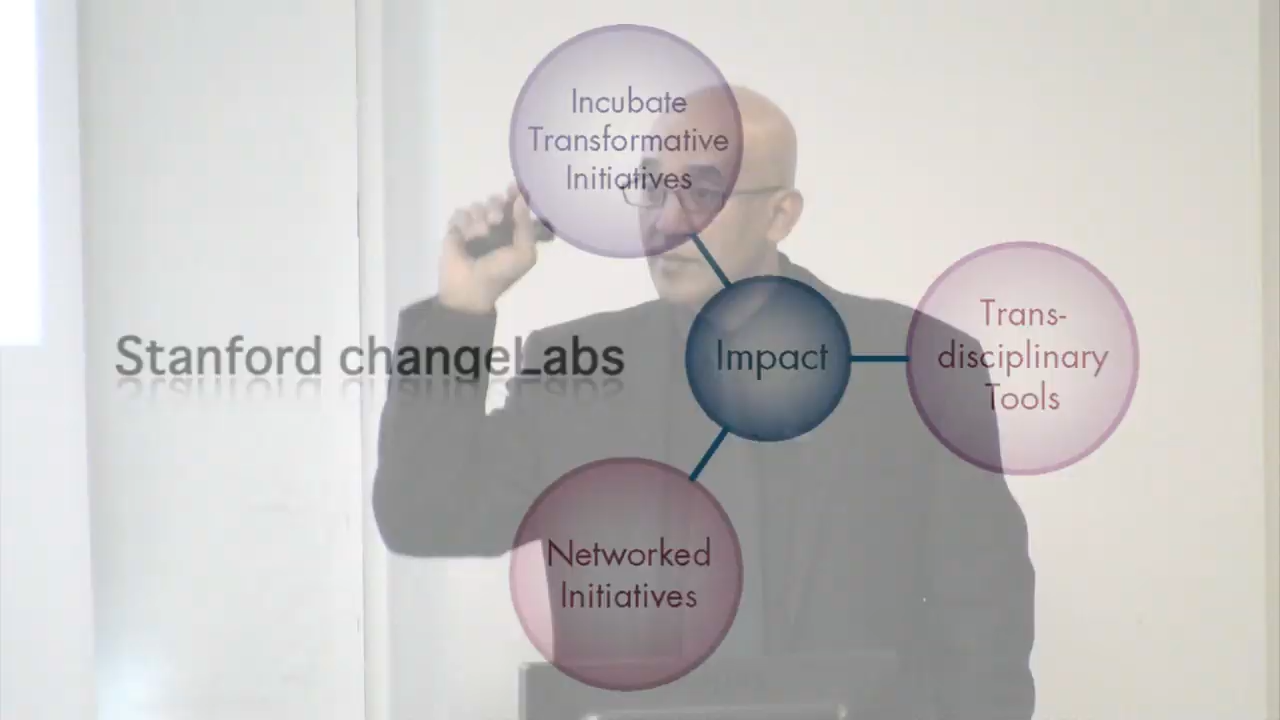 Incubate
Transformative
Initiatives
Stanford changeLabs
Impact
Trans-
disciplinary
Tools
Networked
Initiatives